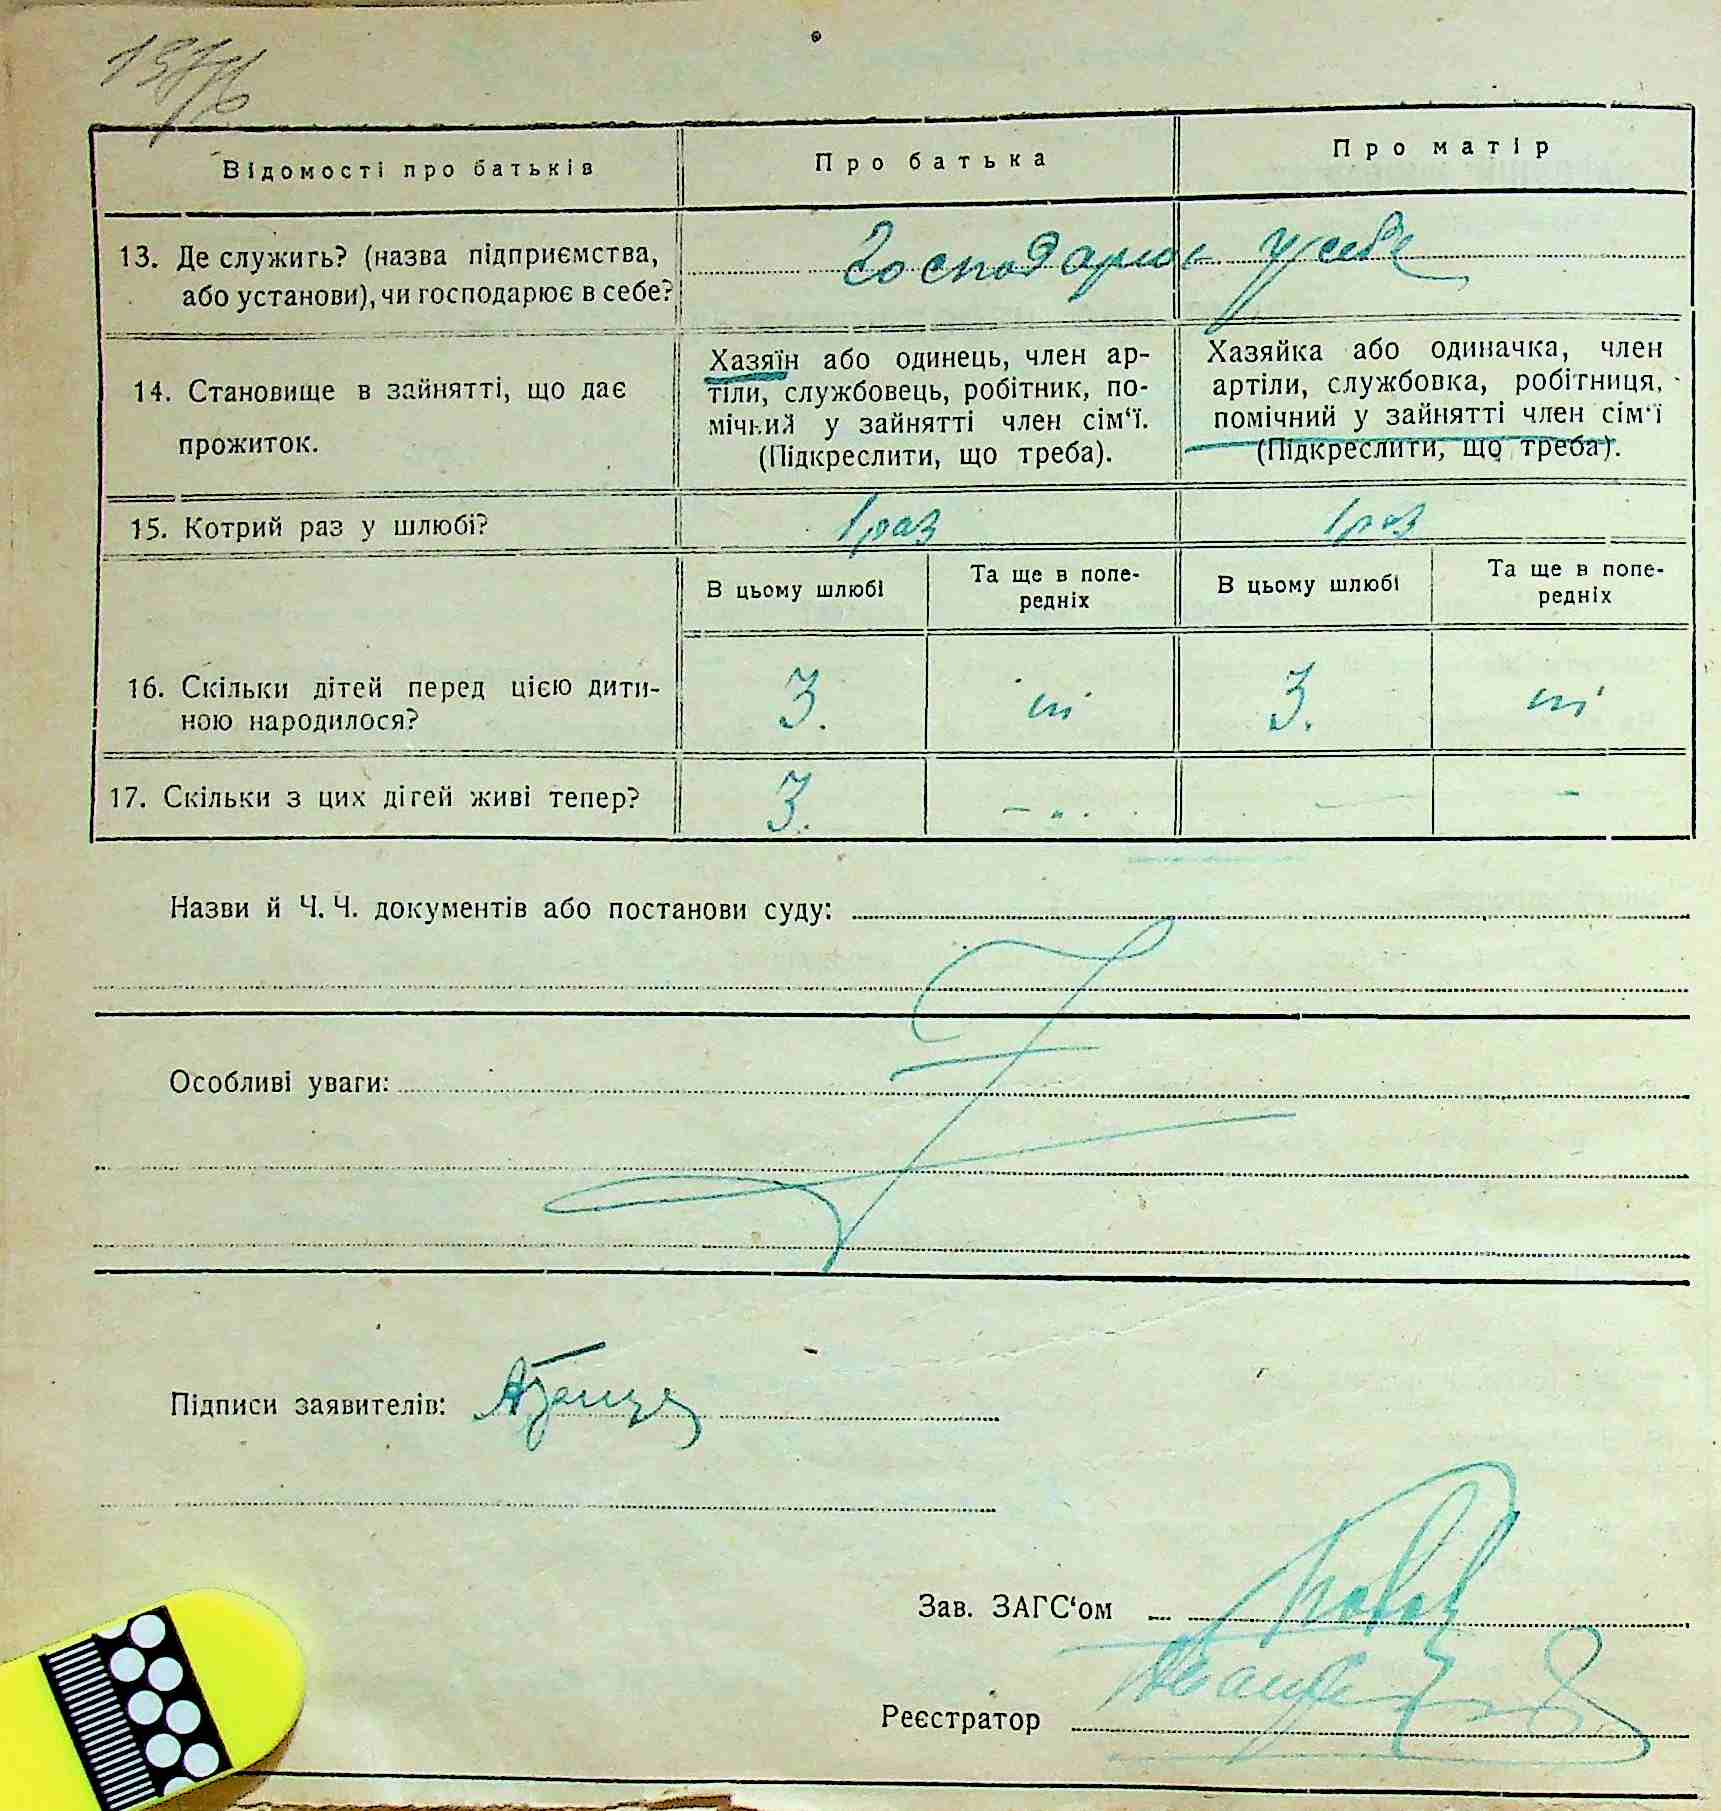 Відомості про батьків
Про батька
Про матір
13. Де служить? (назва підприємства,
або установи), чи господарює в себе?
Господарює у себе
14. Становище в зайнятті, що дає
прожиток.
Хазяїн або одинець, член ар-
тіли, службовець, робітник, по-
мічний у зайнятті член сім‘ї.
(Підкреслити, що треба).
Хазяйка або одиначка, член
артіли, службовка, робітниця,
помічний у зайнятті член сім‘ї
(Підкреслити, що треба).
15. Котрий раз у шлюбі?
1 раз
1 раз
В цьому шлюбі
Та ще в попе-
редніх
В цьому шлюбі
Та ще в попе-
редніх
16. Скільки дітей перед цією дити-
ною народилося?
3.
ні
3.
ні
17. Скільки з цих дітей живі тепер?
3.
Назви й Ч. Ч. документів або постанови суду:
Особливі уваги:
Підписи заявителів:
Зав. ЗАГС‘ом
Реєстратор